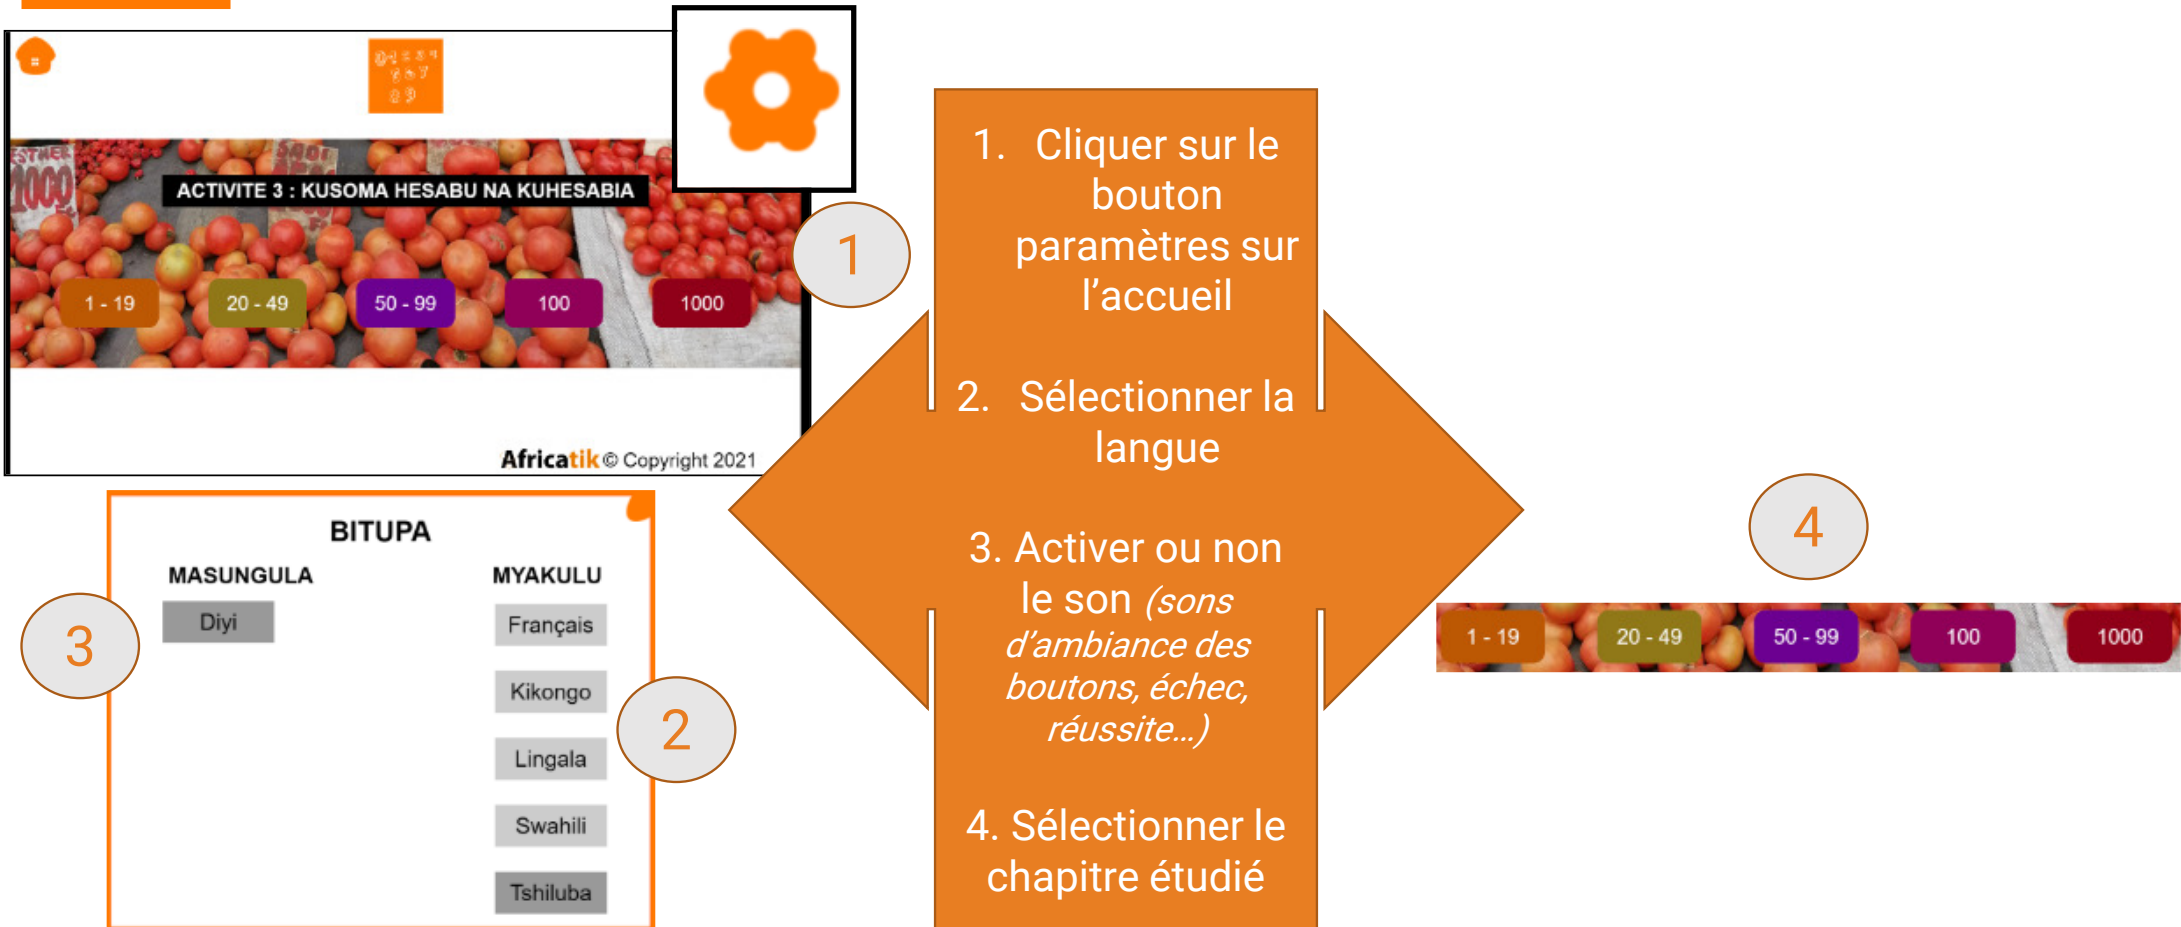 ESTHER
1000
ACTIVITE 3 : KUSOMA HESABU NA KUHESABIA
1 - 19
20 - 49
50 - 99
100
1000
Africatik © Copyright 2021
1
BITUPA
MASUNGULA
MYAKULU
Diyi
Français
Kikongo
Lingala
Swahili
Tshiluba
3
2
1. Cliquer sur le
bouton
paramètres sur
l'accueil
2. Sélectionner la
langue
3. Activer ou non
le son (sons
d'ambiance des
boutons, échec,
réussite…)
4. Sélectionner le
chapitre étudié
4
1 - 19
20 - 49
50 - 99
100
1000